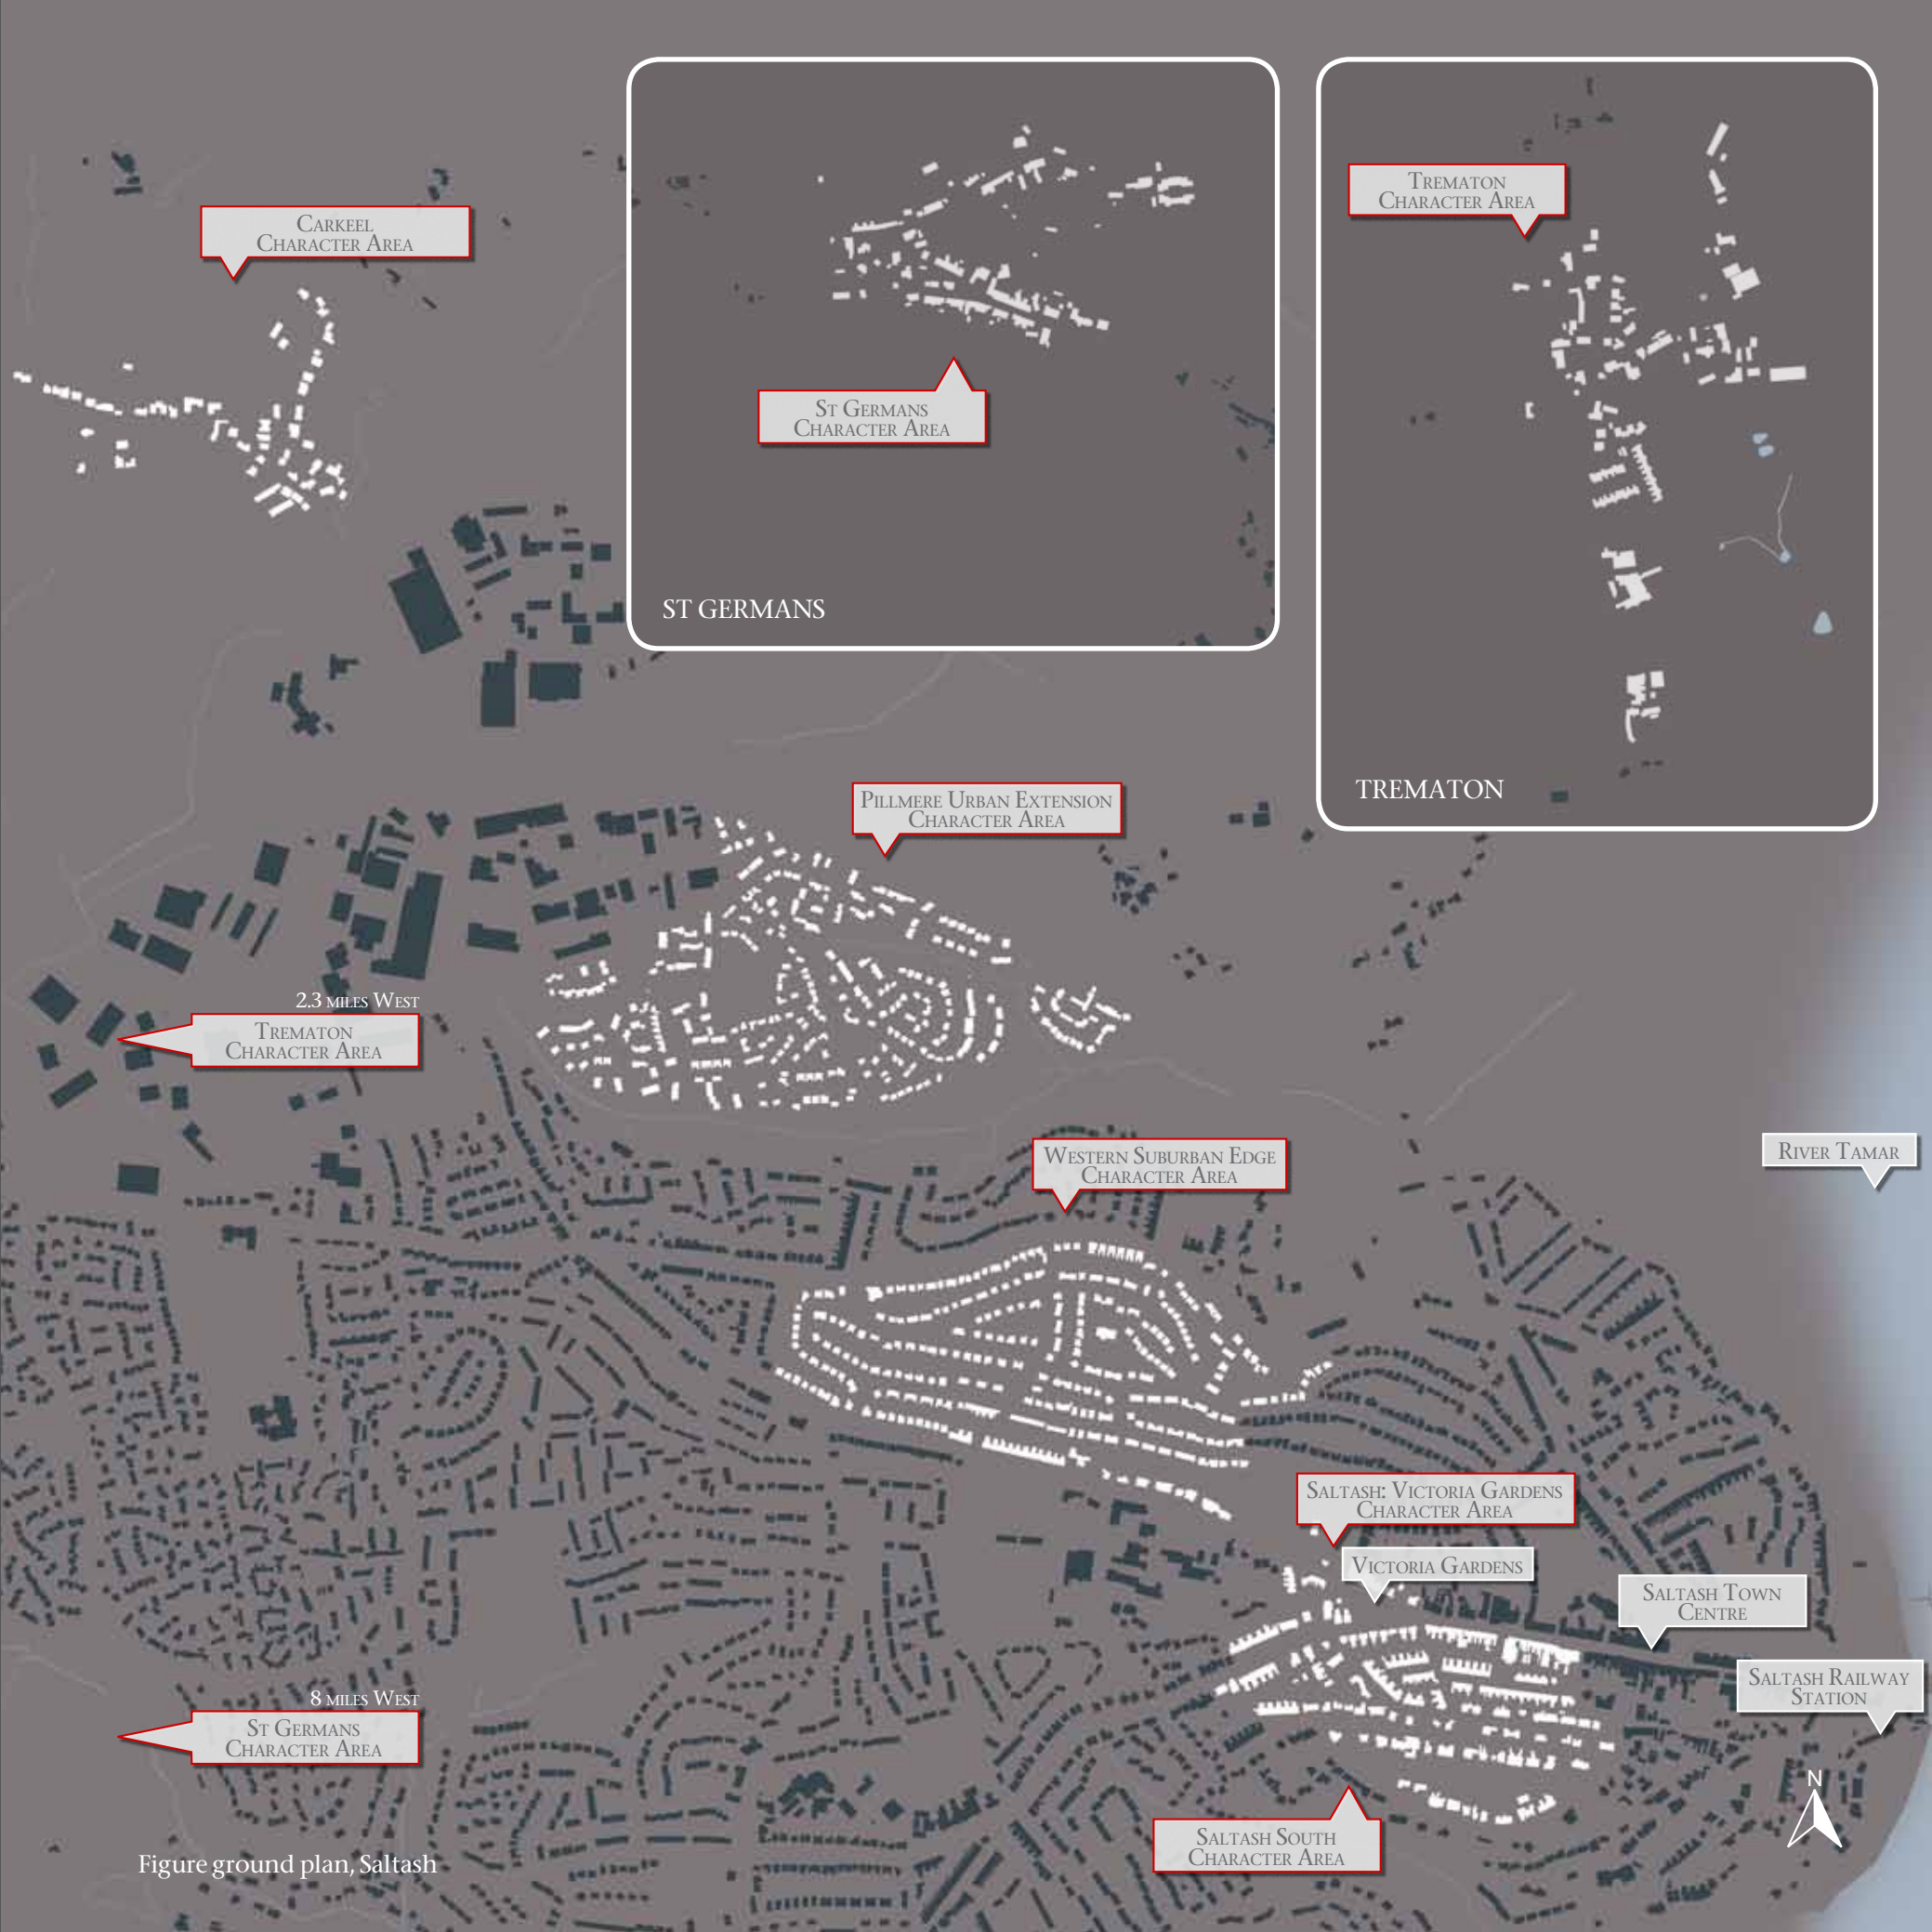 Trematon
Character Area
Carkeel
Character Area
St Germans
Character Area
ST GERMANS
TREMATON
Pillmere Urban Extension
Character Area
2.3 miles West
Trematon
Character Area
Western Suburban Edge
Character Area
River Tamar
Saltash: Victoria Gardens
Character Area
Victoria Gardens
Saltash Town
Centre
Saltash Railway
Station
8 miles West
St Germans
Character Area
N
Saltash South
Character Area
Figure ground plan, Saltash